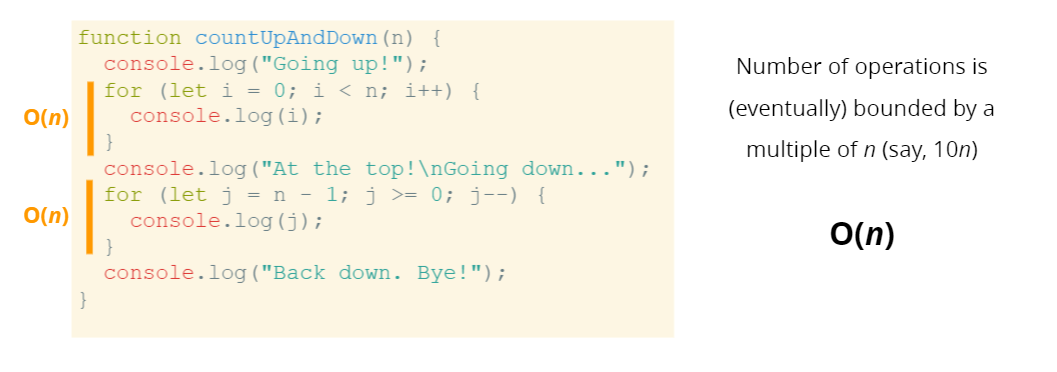 function countUpAndDown(n) {
console.log("Going up!");
for (let i = 0; i < n; i++) {
console.log(i);
}
console.log("At the top!\nGoing down...");
for (let j = n - 1; j >= 0; j--) {
console.log(j);
}
console.log("Back down. Bye!");
}
O(n)
O(n)
Number of operations is
(eventually) bounded by a
multiple of n (say, 10n)
O(n)